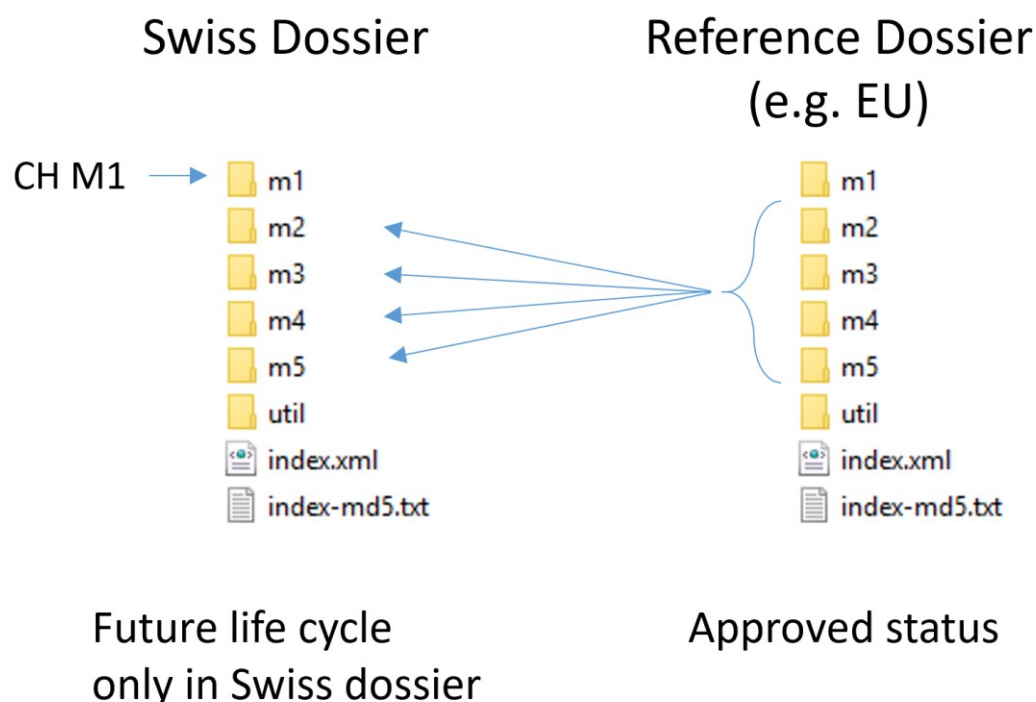 Swiss Dossier
Reference Dossier
(e.g. EU)
CH M1
m1
m2
m3
m4
m5
util
index.xml
index-md5.txt
m1
m2
m3
m4
m5
util
index.xml
index-md5.txt
Future life cycle
only in Swiss dossier
Approved status